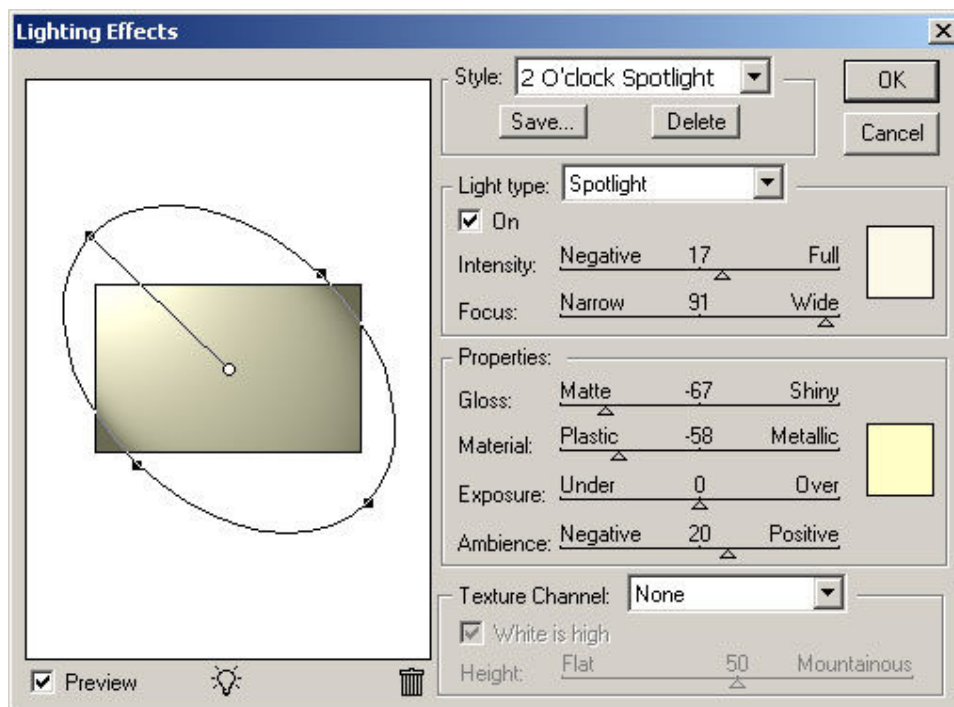 Lighting Effects
Style: 2 O'clock Spotlight
OK
Save... Delete
Cancel
Light type: Spotlight
On
Intensity: Negative 17 Full
Focus: Narrow 91 Wide
Properties:
Gloss: Matte -67 Shiny
Material: Plastic -58 Metallic
Exposure: Under 0 Over
Ambience: Negative 20 Positive
Texture Channel: None
White is high
Height: Flat 50 Mountainous
Preview